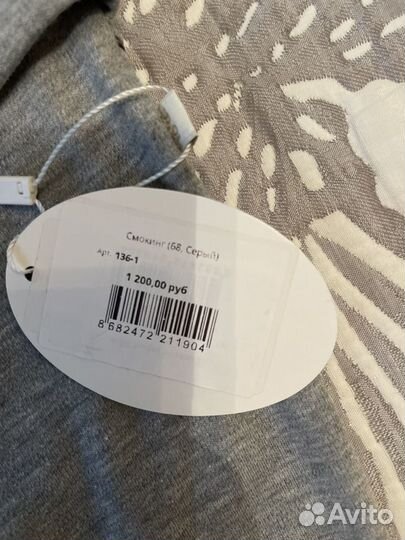 Смокинг (68, Серый)
Арт. 136-1
1 200,00 руб
8 682472 211904
Avito